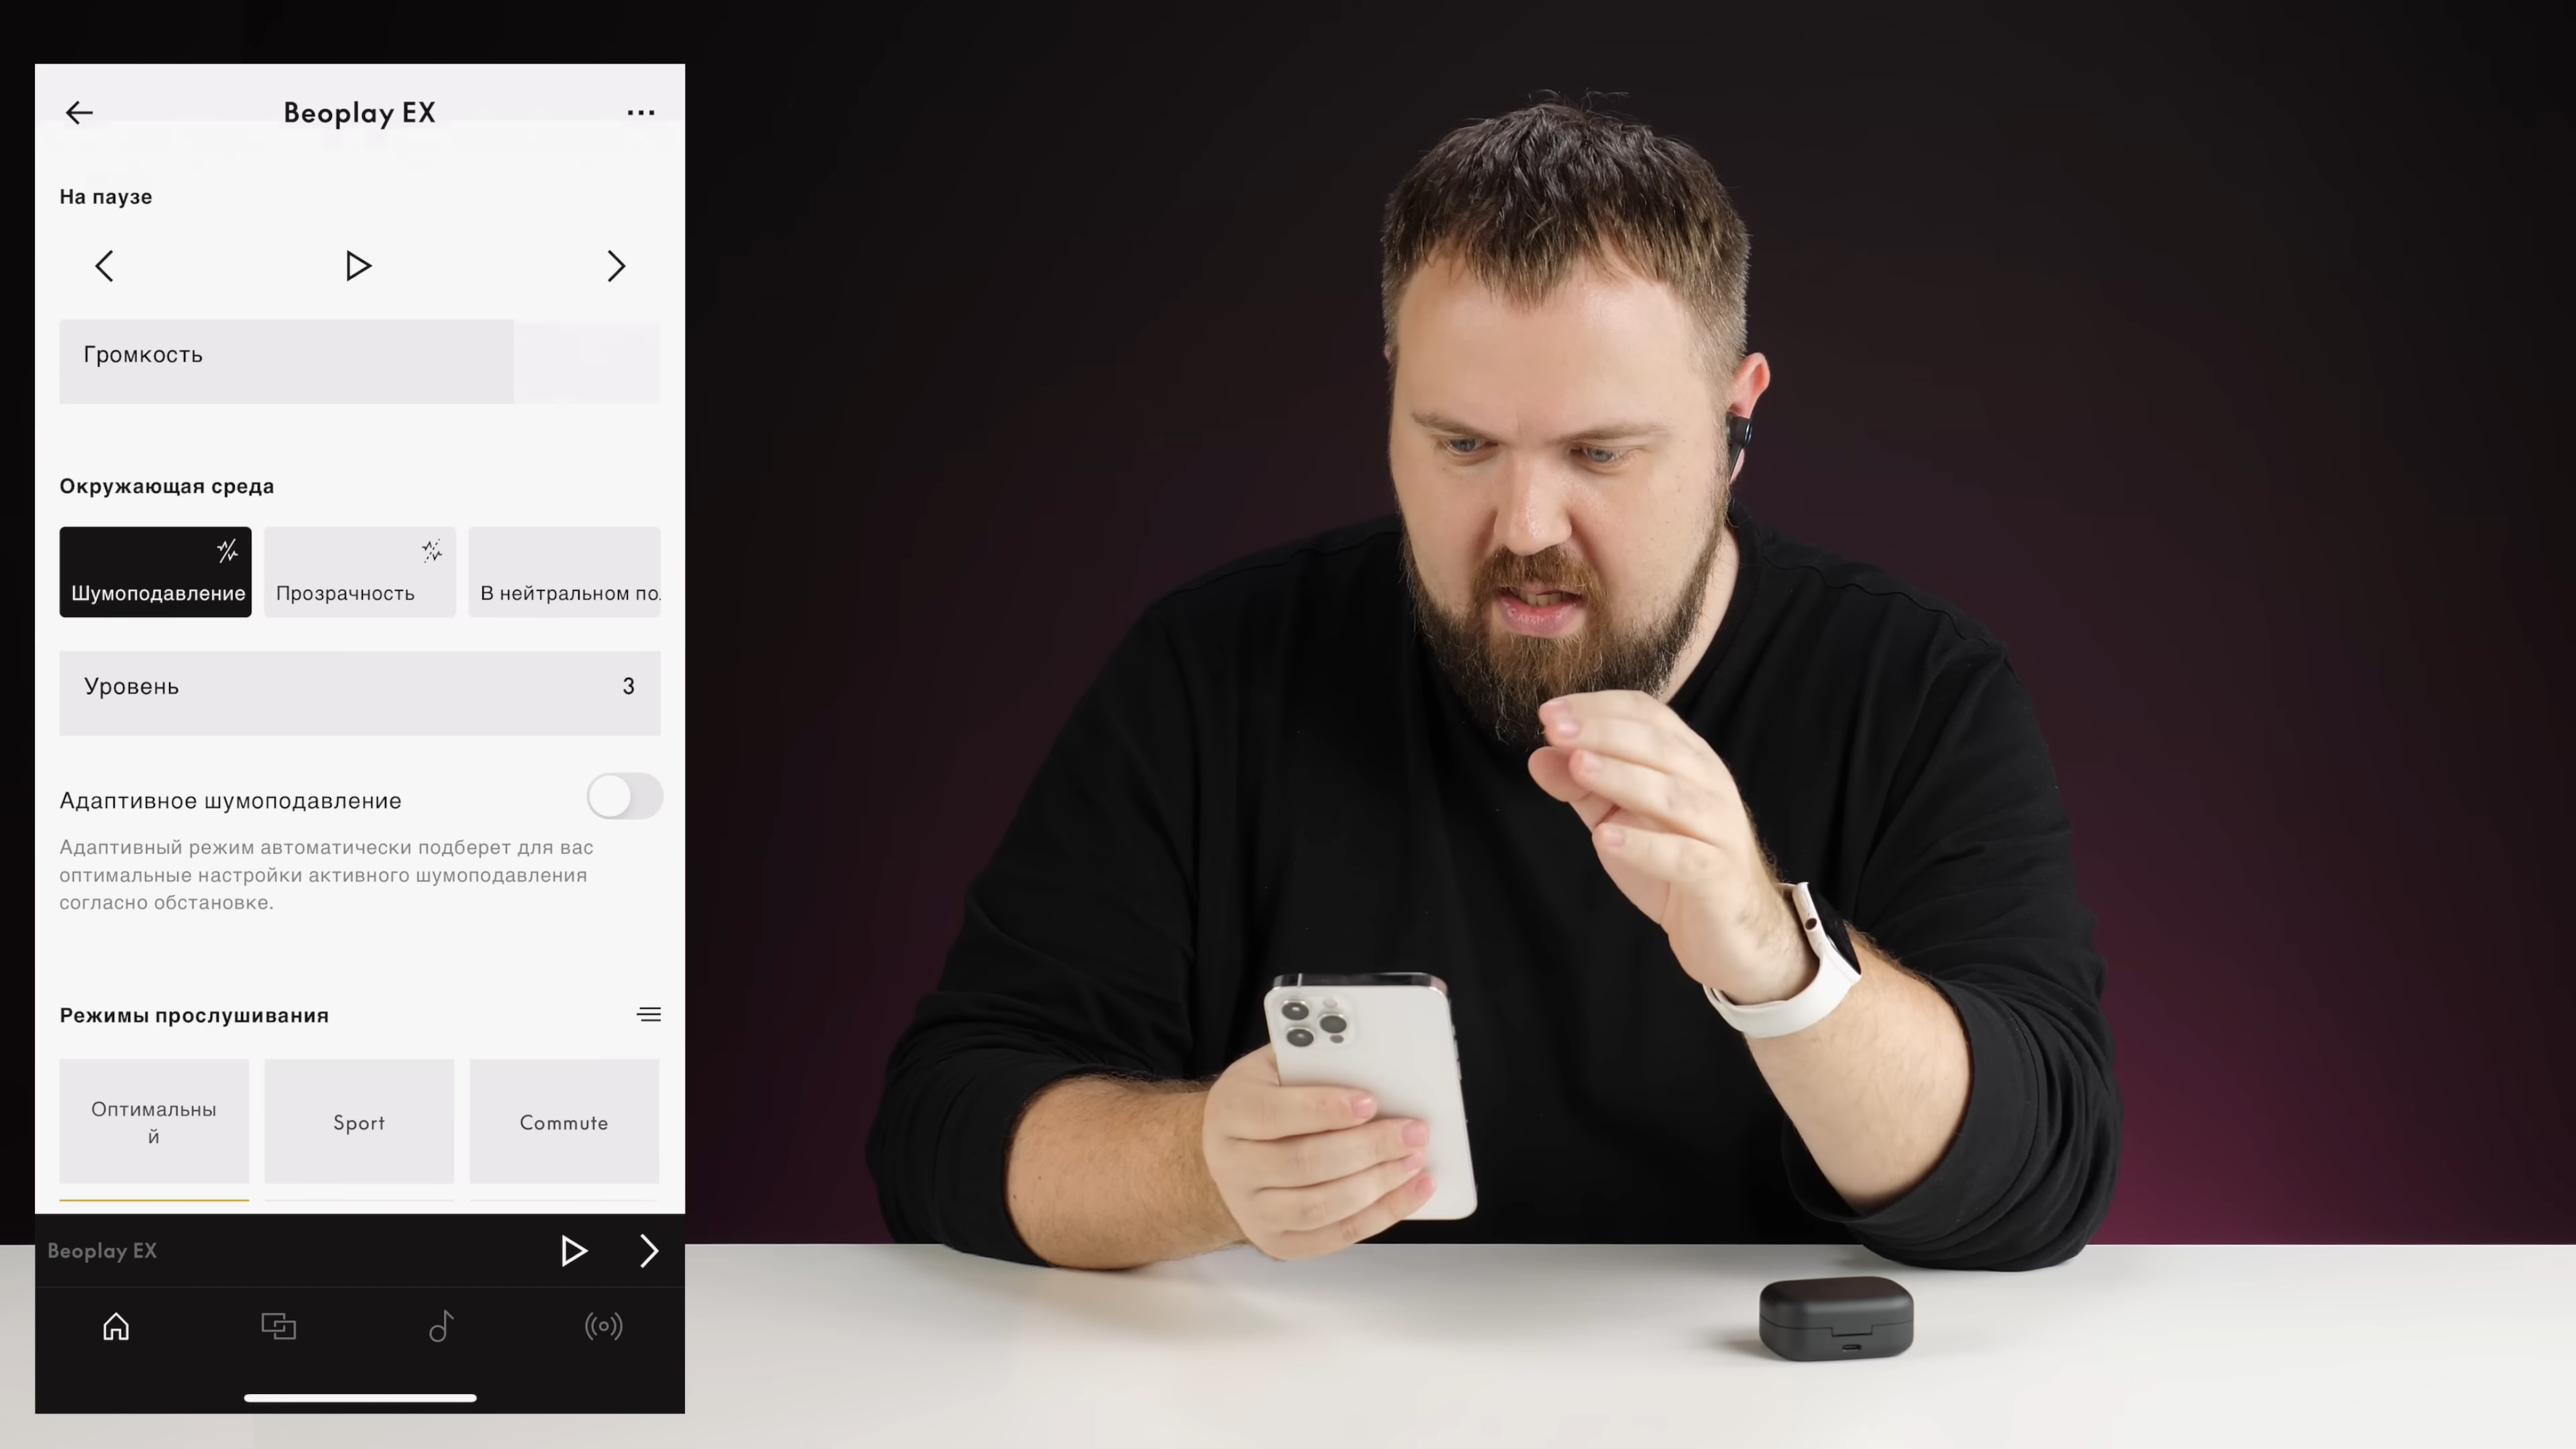 Beoplay EX
На паузе
Громкость
Окружающая среда
Шумоподавление
Прозрачность
В нейтральном по
Уровень 3
Адаптивное шумоподавление
Адаптивный режим автоматически подберет для вас
оптимальные настройки активного шумоподавления
согласно обстановке.
Режимы прослушивания
Оптимальны
й
Sport
Commute
Beoplay EX